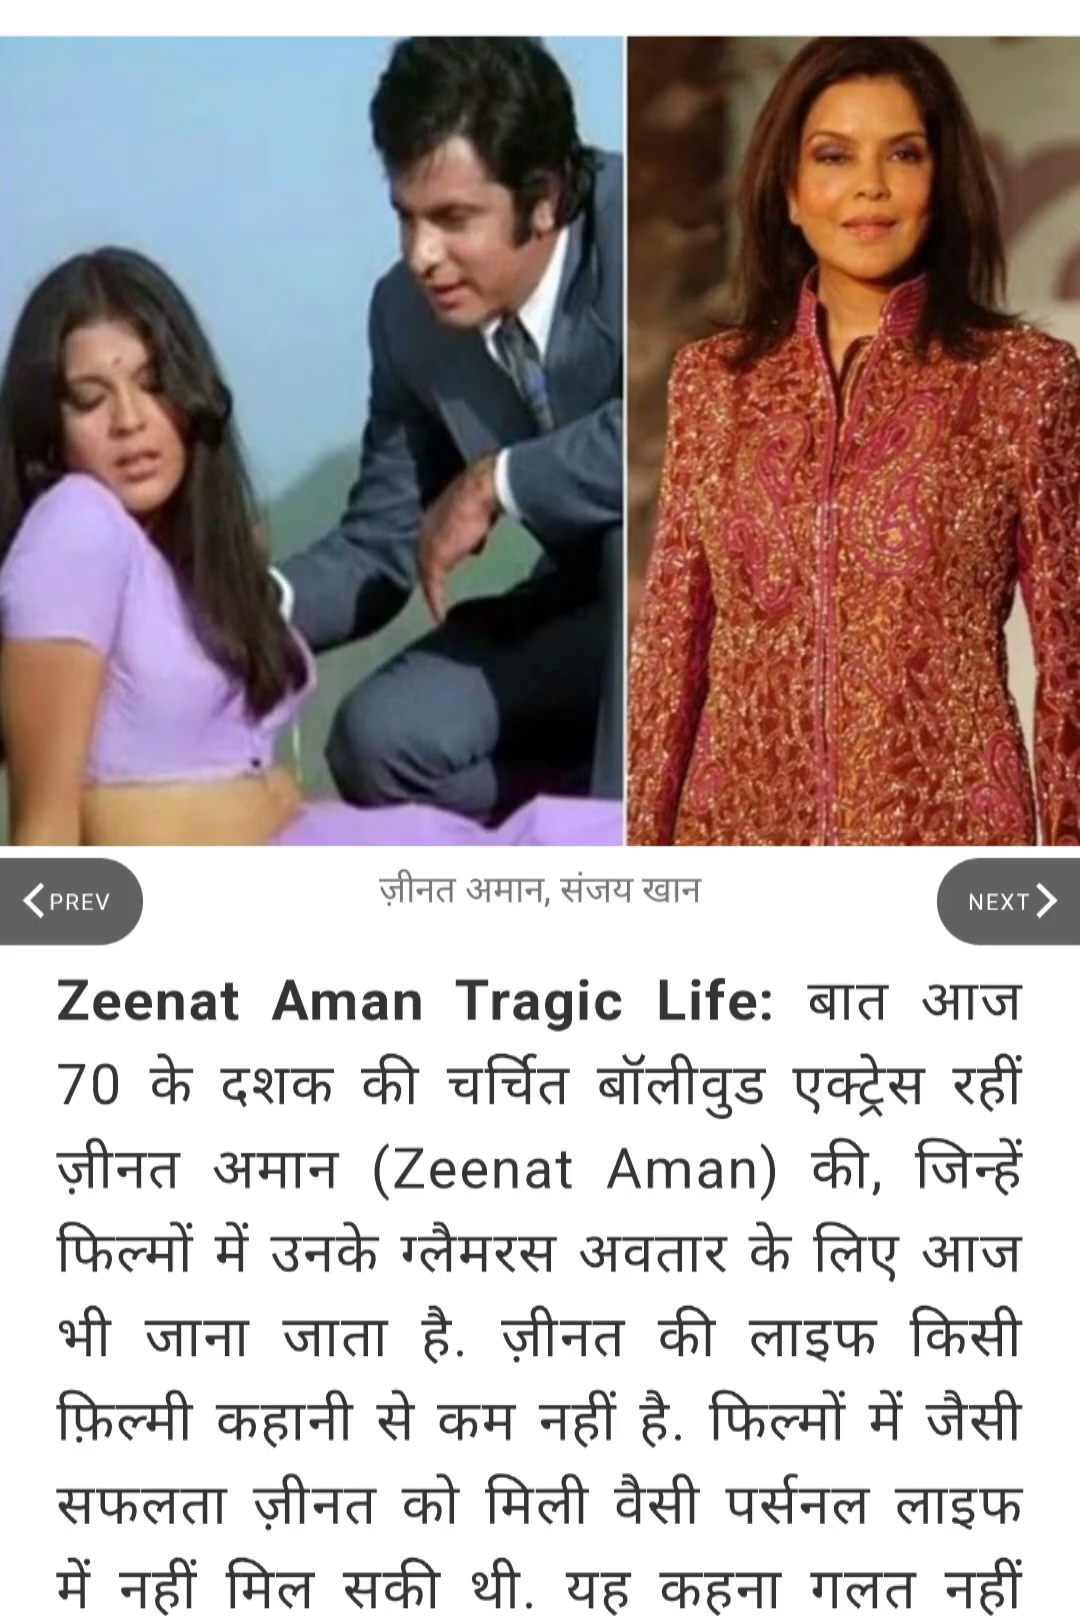 PREV
ज़ीनत अमान, संजय खान
NEXT
Zeenat Aman Tragic Life: बात आज
70 के दशक की चर्चित बॉलीवुड एक्ट्रेस रहीं
ज़ीनत अमान (Zeenat Aman) की, जिन्हें
फिल्मों में उनके ग्लैमरस अवतार के लिए आज
भी जाना जाता है. ज़ीनत की लाइफ किसी
फ़िल्मी कहानी से कम नहीं है. फिल्मों में जैसी
सफलता ज़ीनत को मिली वैसी पर्सनल लाइफ
में नहीं मिल सकी थी. यह कहना गलत नहीं